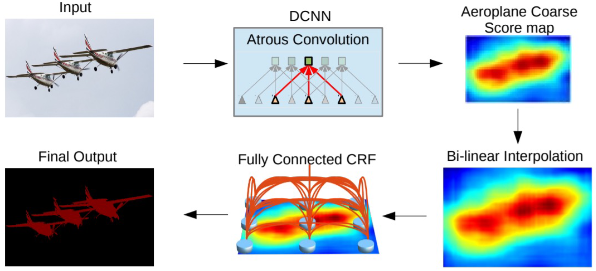 Input
DCNN
Atrous Convolution
Aeroplane Coarse
Score map
Final Output
Fully Connected CRF
Bi-linear Interpolation